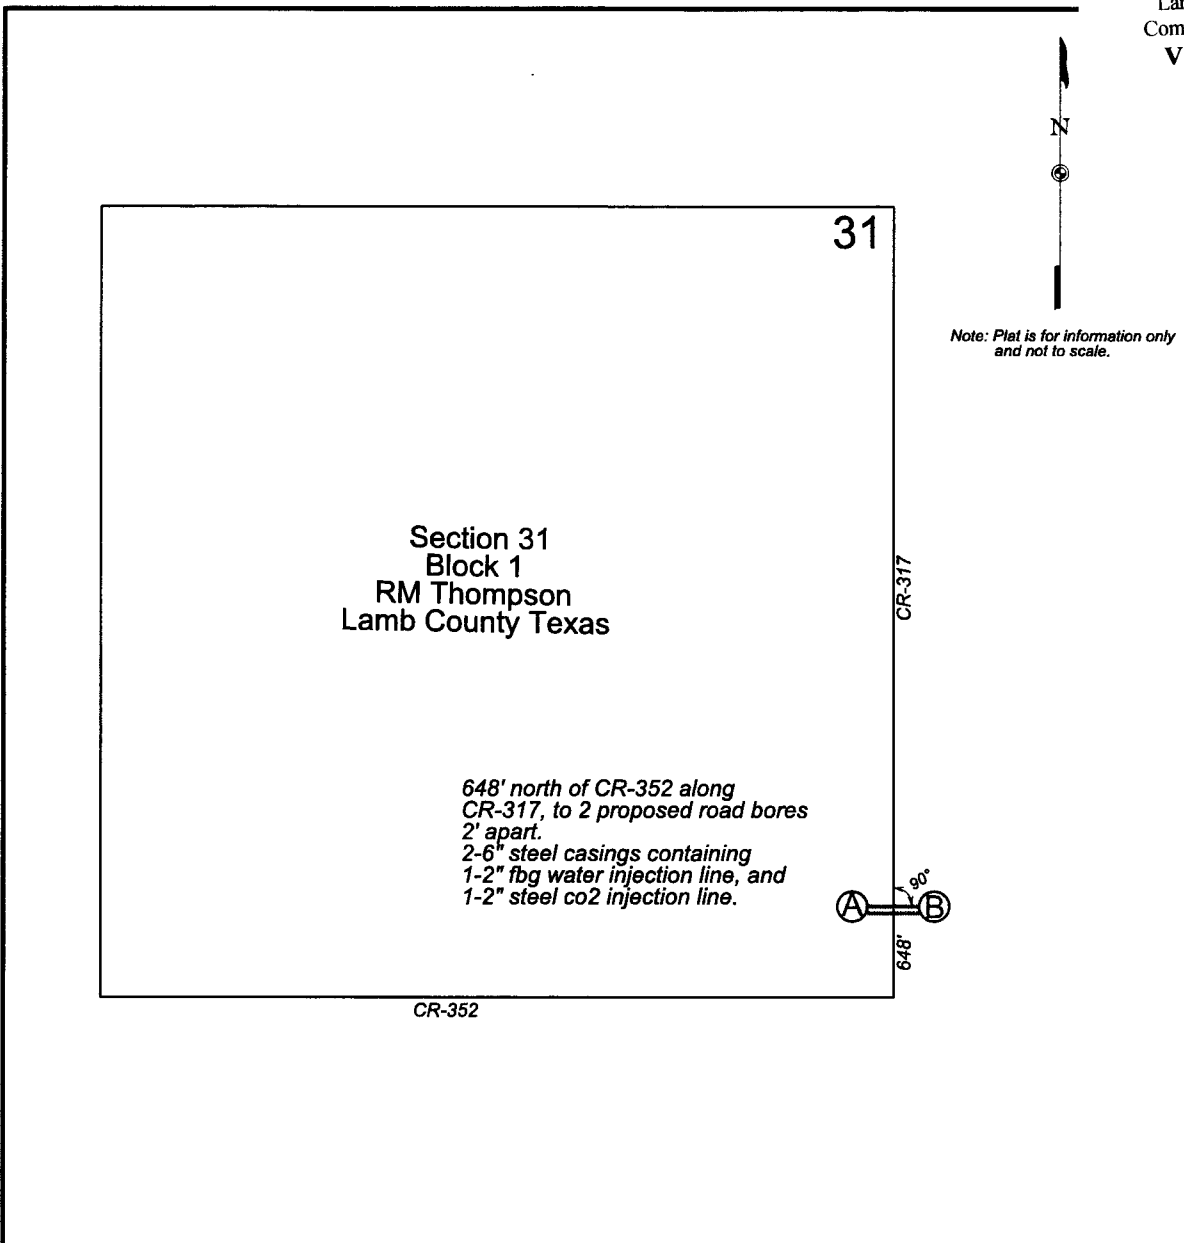 V
N
31
Note: Plat is for information only
and not to scale.
Section 31
Block 1
RM Thompson
Lamb County Texas
CR-317
648' north of CR-352 along
CR-317, to 2 proposed road bores
2' apart.
2-6" steel casings containing
1-2" fbg water injection line, and
1-2" steel co2 injection line.
90°
A B
648'
CR-352